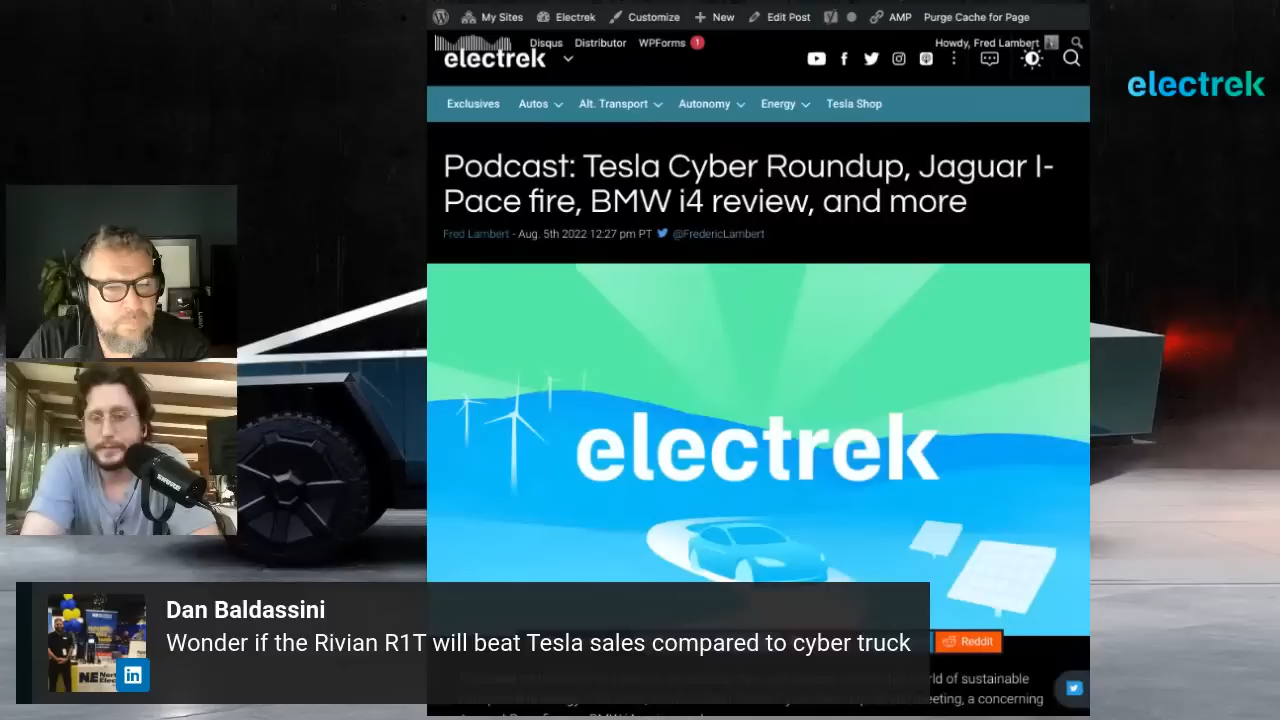 My Sites Electrek Customize New Edit Post AMP Purge Cache for Page
Disqus Distributor WPForms 1 Howdy, Fred Lambert
electrek
electrek
Exclusives Autos Alt. Transport Autonomy Energy Tesla Shop
Podcast: Tesla Cyber Roundup, Jaguar I-
Pace fire, BMW i4 review, and more
Fred Lambert - Aug. 5th 2022 12:27 pm PT @FredericLambert
electrek
Dan Baldassini
Wonder if the Rivian R1T will beat Tesla sales compared to cyber truck
in
Reddit
of sustainable
a concerning